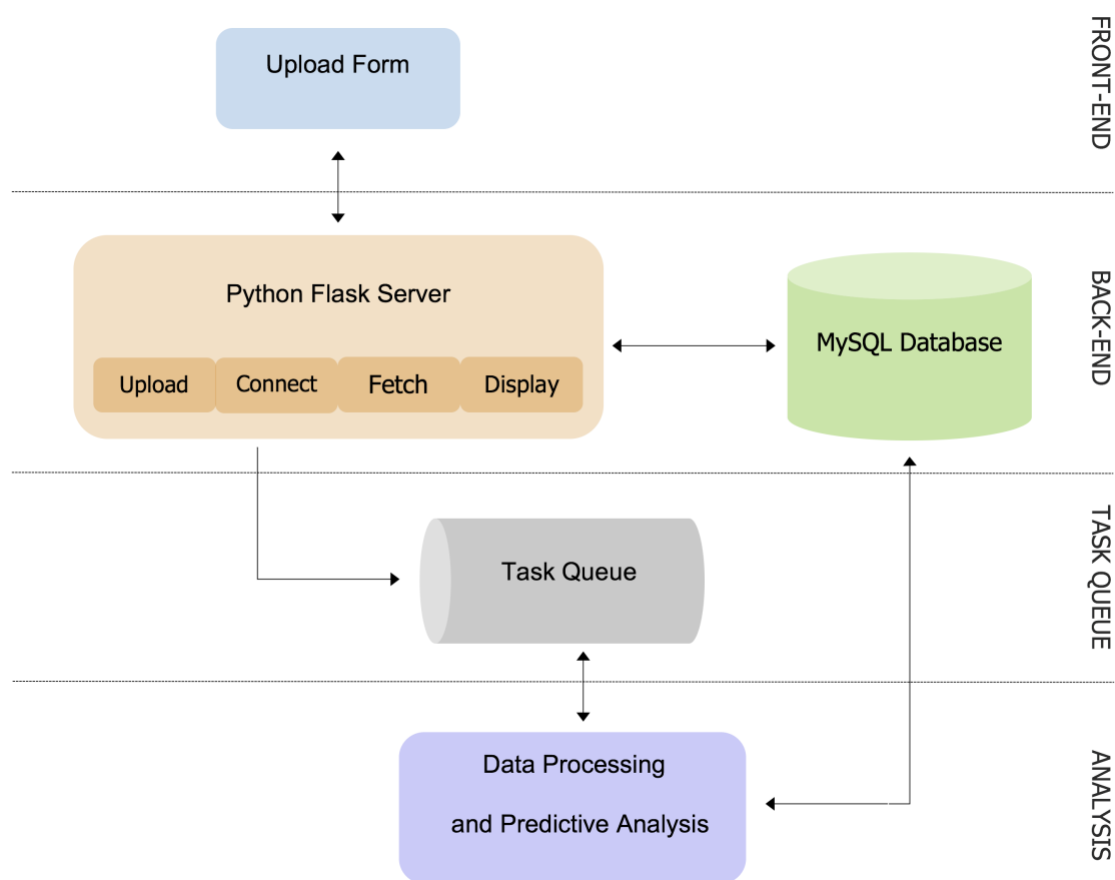 Upload Form
FRONT-END
Python Flask Server
Upload
Connect
Fetch
Display
MySQL Database
BACK-END
Task Queue
TASK QUEUE
Data Processing
and Predictive Analysis
ANALYSIS